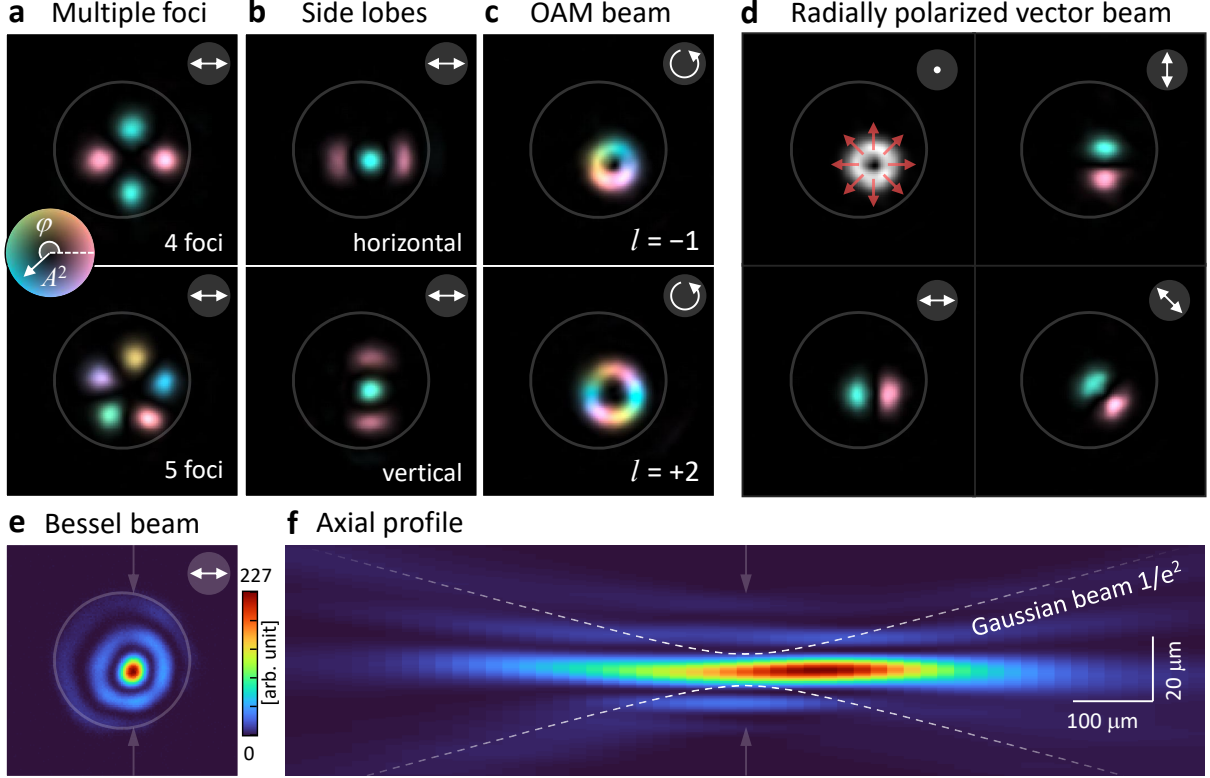 a Multiple foci
b Side lobes
c OAM beam
d Radially polarized vector beam
4 foci
horizontal
l = −1
φ
A²
5 foci
vertical
l = +2
e Bessel beam
f Axial profile
227
[arb. unit]
0
Gaussian beam 1/e²
20 μm
100 μm